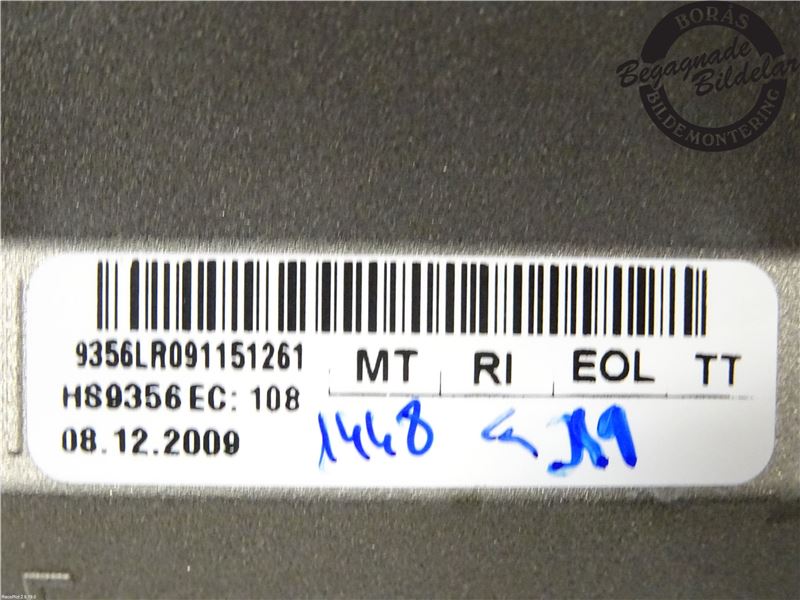 BORÅS
Begagnade
Bildelar
BILDEMONTERING
9356LR091151261
MT RI EOL TT
HS9356 EC: 108
08.12.2009
1448